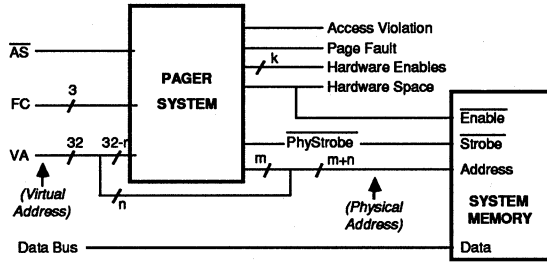 Access Violation
Page Fault
k
Hardware Enables
Hardware Space
AS
PAGER
SYSTEM
FC
3
Enable
VA
32
32-n
PhyStrobe
Strobe
m
m+n
Address
n
(Virtual
Address)
(Physical
Address)
SYSTEM
MEMORY
Data Bus
Data